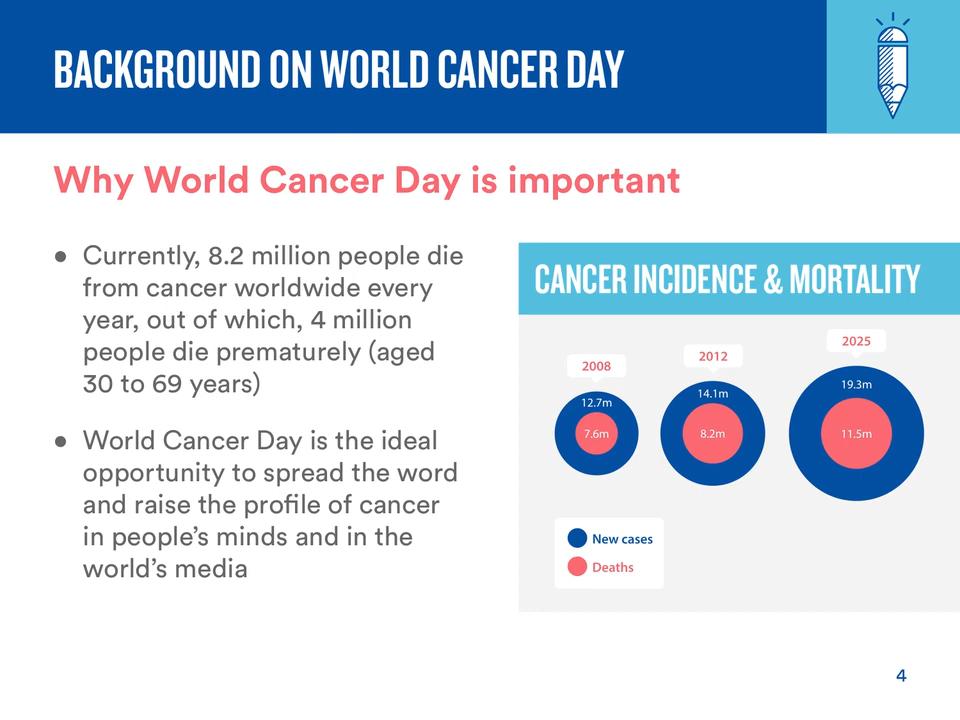 BACKGROUND ON WORLD CANCER DAY
Why World Cancer Day is important
● Currently, 8.2 million people die
from cancer worldwide every
year, out of which, 4 million
people die prematurely (aged
30 to 69 years)
● World Cancer Day is the ideal
opportunity to spread the word
and raise the profile of cancer
in people’s minds and in the
world’s media
CANCER INCIDENCE & MORTALITY
2008
12.7m
7.6m
2012
14.1m
8.2m
2025
19.3m
11.5m
New cases
Deaths
4